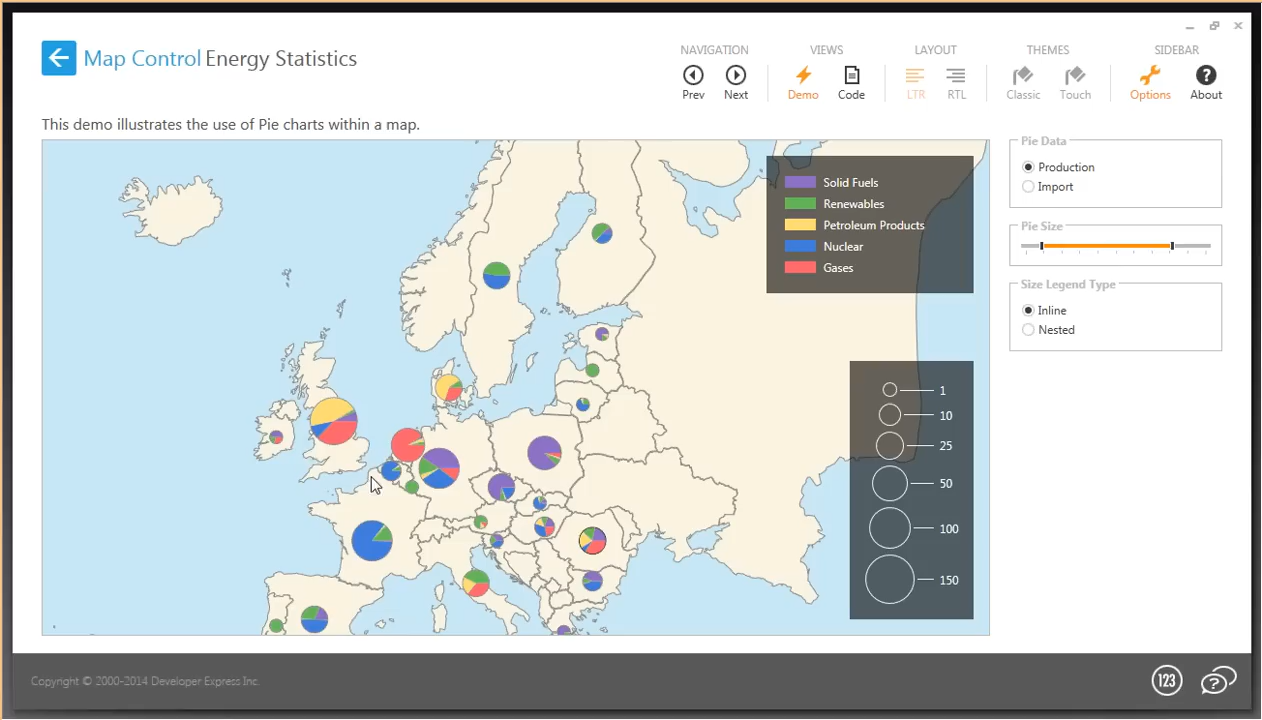 Map Control Energy Statistics
NAVIGATION
VIEWS
LAYOUT
THEMES
SIDEBAR
Prev
Next
Demo
Code
LTR
RTL
Classic
Touch
Options
About
This demo illustrates the use of Pie charts within a map.
Solid Fuels
Renewables
Petroleum Products
Nuclear
Gases
1
10
25
50
100
150
Pie Data
Production
Import
Pie Size
Size Legend Type
Inline
Nested
Copyright © 2000-2014 Developer Express Inc.
123
?